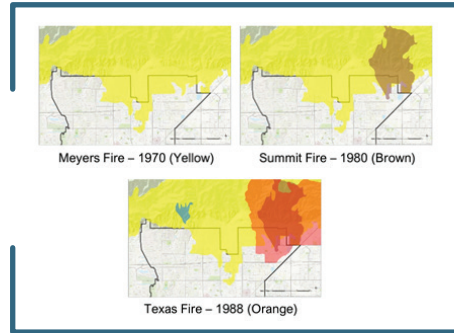 Meyers Fire – 1970 (Yellow)
Summit Fire – 1980 (Brown)
Texas Fire – 1988 (Orange)